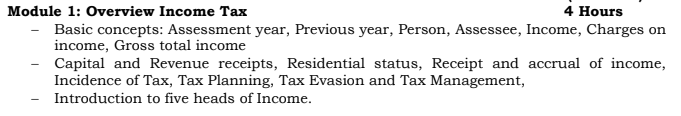 Module 1: Overview Income Tax 4 Hours
– Basic concepts: Assessment year, Previous year, Person, Assessee, Income, Charges on
income, Gross total income
– Capital and Revenue receipts, Residential status, Receipt and accrual of income,
Incidence of Tax, Tax Planning, Tax Evasion and Tax Management,
– Introduction to five heads of Income.